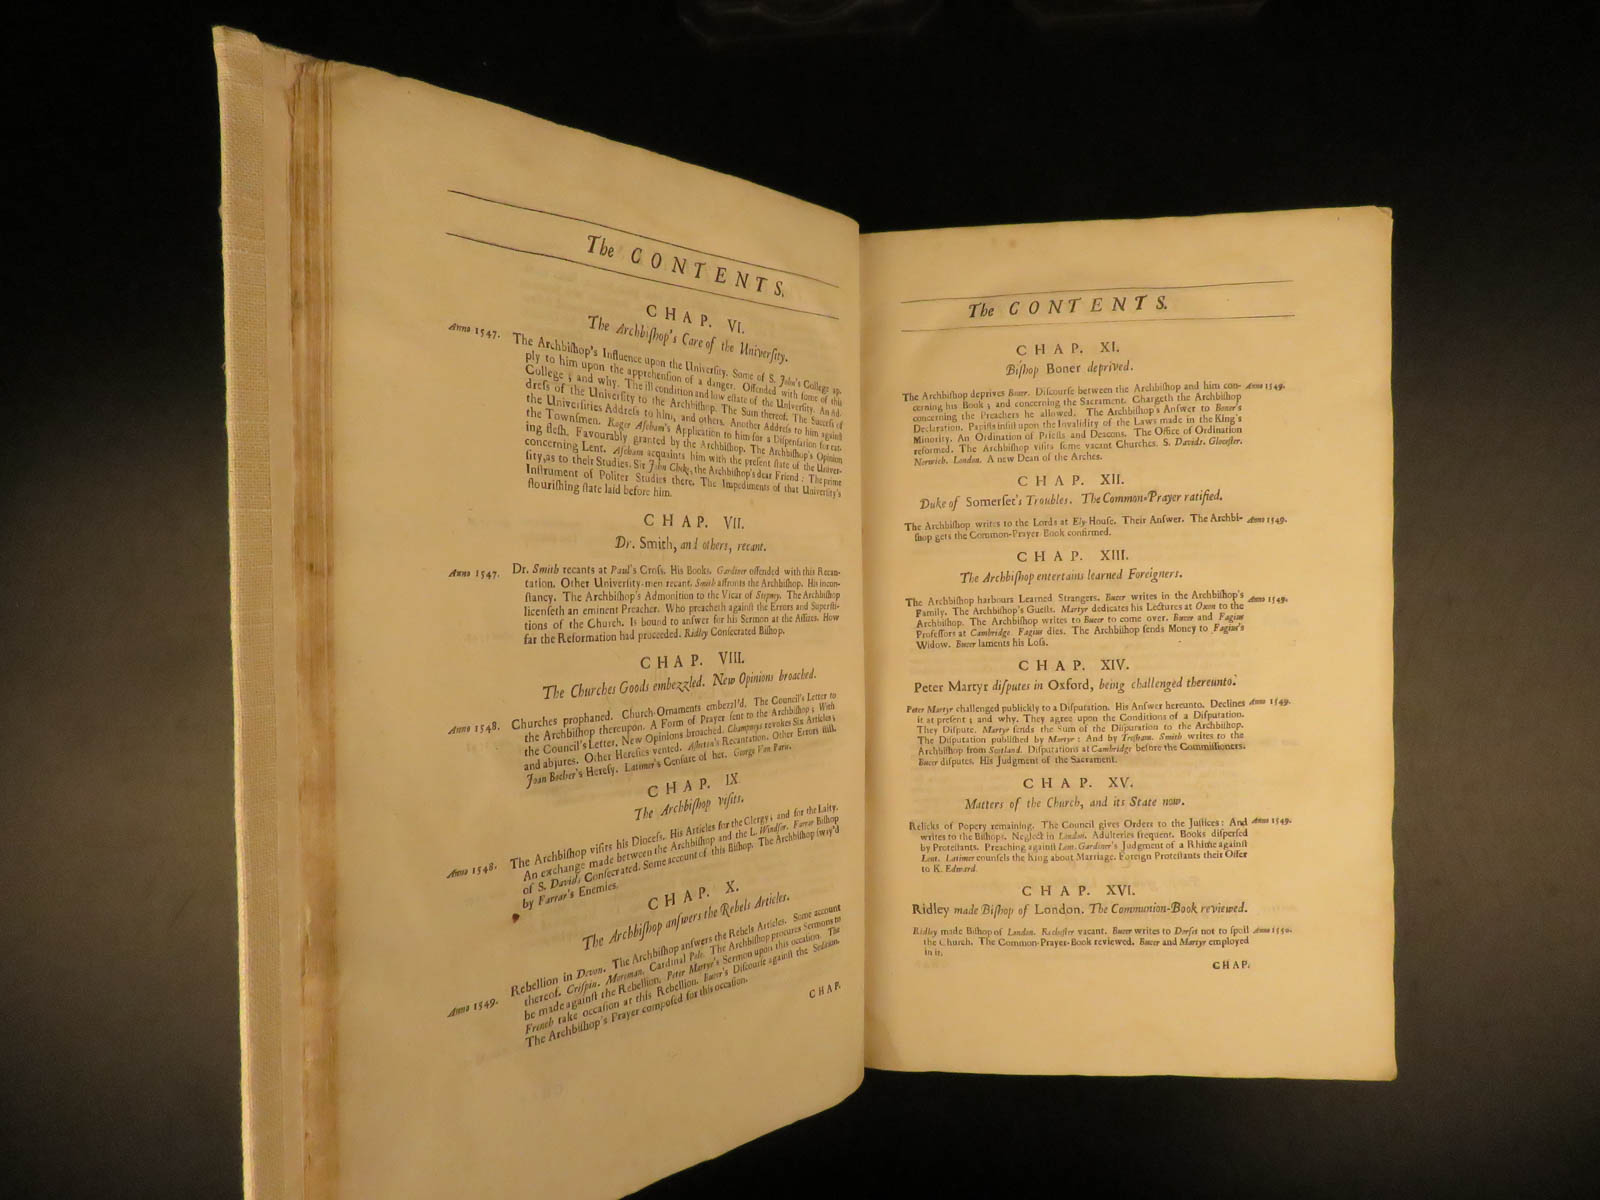 The CONTENTS.
CHAP. VI.
The Archbiſhop's Care of the Univerſity.
Anno 1547. The Archbiſhop's Influence upon the Univerſity. Some of S. John's College ap-
ply to him upon the apprehenſion of a danger. Offended with ſome of this
College; and why. The ill condition and low eſtate of the Univerſity. An Ad-
dreſs of the Univerſity to the Archbiſhop. The Sum thereof. The Succeſs of
the Univerſities Addreſs to him, and others. Another Addreſs to him againſt
the Townſmen. Roger Aſcham's Application to him for a Diſpenſation for eat-
ing fleſh. Favourably granted by the Archbiſhop. The Archbiſhop's Opinion
concerning Lent. Aſcham acquaints him with the preſent ſtate of the Univer-
ſity, as to their Studies. Sir John Cheke, the Archbiſhop's dear Friend: The prime
Inſtrument of Politer Studies there. The Impediments of that Univerſity's
flouriſhing ſtate laid before him.
CHAP. VII.
Dr. Smith, and others, recant.
Anno 1547. Dr. Smith recants at Paul's Croſs. His Books. Gardiner offended with this Recan-
tation. Other Univerſity-men recant. Smith affronts the Archbiſhop. His incon-
ſtancy. The Archbiſhop's Admonition to the Vicar of Stepney. The Archbiſhop
licenſeth an eminent Preacher. Who preacheth againſt the Errors and Superſti-
tions of the Church. Is bound to anſwer for his Sermon at the Aſſizes. How
far the Reformation had proceeded. Ridley Conſecrated Biſhop.
CHAP. VIII.
The Churches Goods embezzled. New Opinions broached.
Anno 1548. Churches prophaned. Church-Ornaments embezzl'd. The Council's Letter to
the Archbiſhop thereupon. A Form of Prayer ſent to the Archbiſhop; With
the Council's Letter. New Opinions broached. Champneys revokes Six Articles;
and abjures. Other Hereſies vented. Aſhton's Recantation. Other Errors ſtill.
Joan Bocher's Hereſy. Latimer's Cenſure of her. George Van Paris.
CHAP. IX
The Archbiſhop viſits.
Anno 1548. The Archbiſhop viſits his Dioceſs. His Articles for the Clergy; and for the Laity.
An exchange made between the Archbiſhop and the L. Windſor. Farrar Biſhop
of S. Davids Conſecrated. Some account of this Biſhop. The Archbiſhop ſway'd
by Farrar's Enemies.
CHAP. X.
The Archbiſhop anſwers the Rebels Articles.
Anno 1549. Rebellion in Devon. The Archbiſhop anſwers the Rebels Articles. Some account
thereof. Criſpin. Moreman. Cardinal Pole. The Archbiſhop procures Sermons to
be made againſt the Rebellion. Peter Martyr's Sermon upon this occaſion. The
French take occaſion at this Rebellion. Bucer's Diſcourſe againſt the Sedition.
The Archbiſhop's Prayer compoſed for this occaſion.
CHAP.
The CONTENTS.
CHAP. XI.
Biſhop Boner deprived.
The Archbiſhop deprives Boner. Diſcourſe between the Archbiſhop and him con- Anno 1549.
cerning his Book; and concerning the Sacrament. Chargeth the Archbiſhop
concerning the Preachers he allowed. The Archbiſhop's Anſwer to Boner's
Declaration. Papiſts inſiſt upon the Invalidity of the Laws made in the King's
Minority. An Ordination of Prieſts and Deacons. The Office of Ordination
reformed. The Archbiſhop viſits ſome vacant Churches. S. Davids. Gloceſter.
Norwich. London. A new Dean of the Arches.
CHAP. XII.
Duke of Somerſet's Troubles. The Common-Prayer ratified.
The Archbiſhop writes to the Lords at Ely-Houſe. Their Anſwer. The Archbi- Anno 1549.
ſhop gets the Common-Prayer Book confirmed.
CHAP. XIII.
The Archbiſhop entertains learned Foreigners.
The Archbiſhop harbours Learned Strangers. Bucer writes in the Archbiſhop's Anno 1549.
Family. The Archbiſhop's Gueſts. Martyr dedicates his Lectures at Oxon to the
Archbiſhop. The Archbiſhop writes to Bucer to come over. Bucer and Fagius
Profeſſors at Cambridge. Fagius dies. The Archbiſhop ſends Money to Fagius's
Widow. Bucer laments his Loſs.
CHAP. XIV.
Peter Martyr diſputes in Oxford, being challenged thereunto.
Peter Martyr challenged publickly to a Diſputation. His Anſwer hereunto. Declines Anno 1549.
it at preſent; and why. They agree upon the Conditions of a Diſputation.
They Diſpute. Martyr ſends the Sum of the Diſputation to the Archbiſhop.
The Diſputation publiſhed by Martyr: And by Treſham. Smith writes to the
Archbiſhop from Scotland. Diſputations at Cambridge before the Commiſſioners.
Bucer diſputes. His Judgment of the Sacrament.
CHAP. XV.
Matters of the Church, and its State now.
Relicks of Popery remaining. The Council gives Orders to the Juſtices: And Anno 1549.
writes to the Biſhops. Neglect in London. Adulteries frequent. Books diſperſed
by Proteſtants. Preaching againſt Lent. Gardiner's Judgment of a Rhime againſt
Lent. Latimer counſels the King about Marriage. Foreign Proteſtants their Offer
to K. Edward.
CHAP. XVI.
Ridley made Biſhop of London. The Communion-Book reviewed.
Ridley made Biſhop of London. Rocheſter vacant. Bucer writes to Dorſet not to ſpoil Anno 1550.
the Church. The Common-Prayer-Book reviewed. Bucer and Martyr employed
in it.
CHAP.